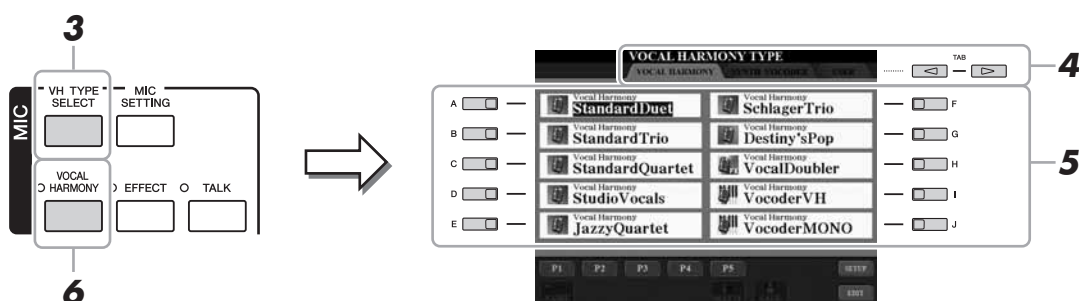 3
MIC
VH TYPE SELECT
MIC SETTING
VOCAL HARMONY
EFFECT
TALK
6
VOCAL HARMONY TYPE
VOCAL HARMONY SYNTH VOCODER USER
TAB
4
A
Vocal Harmony
StandardDuet
Vocal Harmony
SchlagerTrio
F
B
Vocal Harmony
StandardTrio
Vocal Harmony
Destiny'sPop
G
C
Vocal Harmony
StandardQuartet
Vocal Harmony
VocalDoubler
H
5
D
Vocal Harmony
StudioVocals
Vocal Harmony
VocoderVH
I
E
Vocal Harmony
JazzyQuartet
Vocal Harmony
VocoderMONO
J
P1 P2 P3 P4 P5 SETUP
EDIT